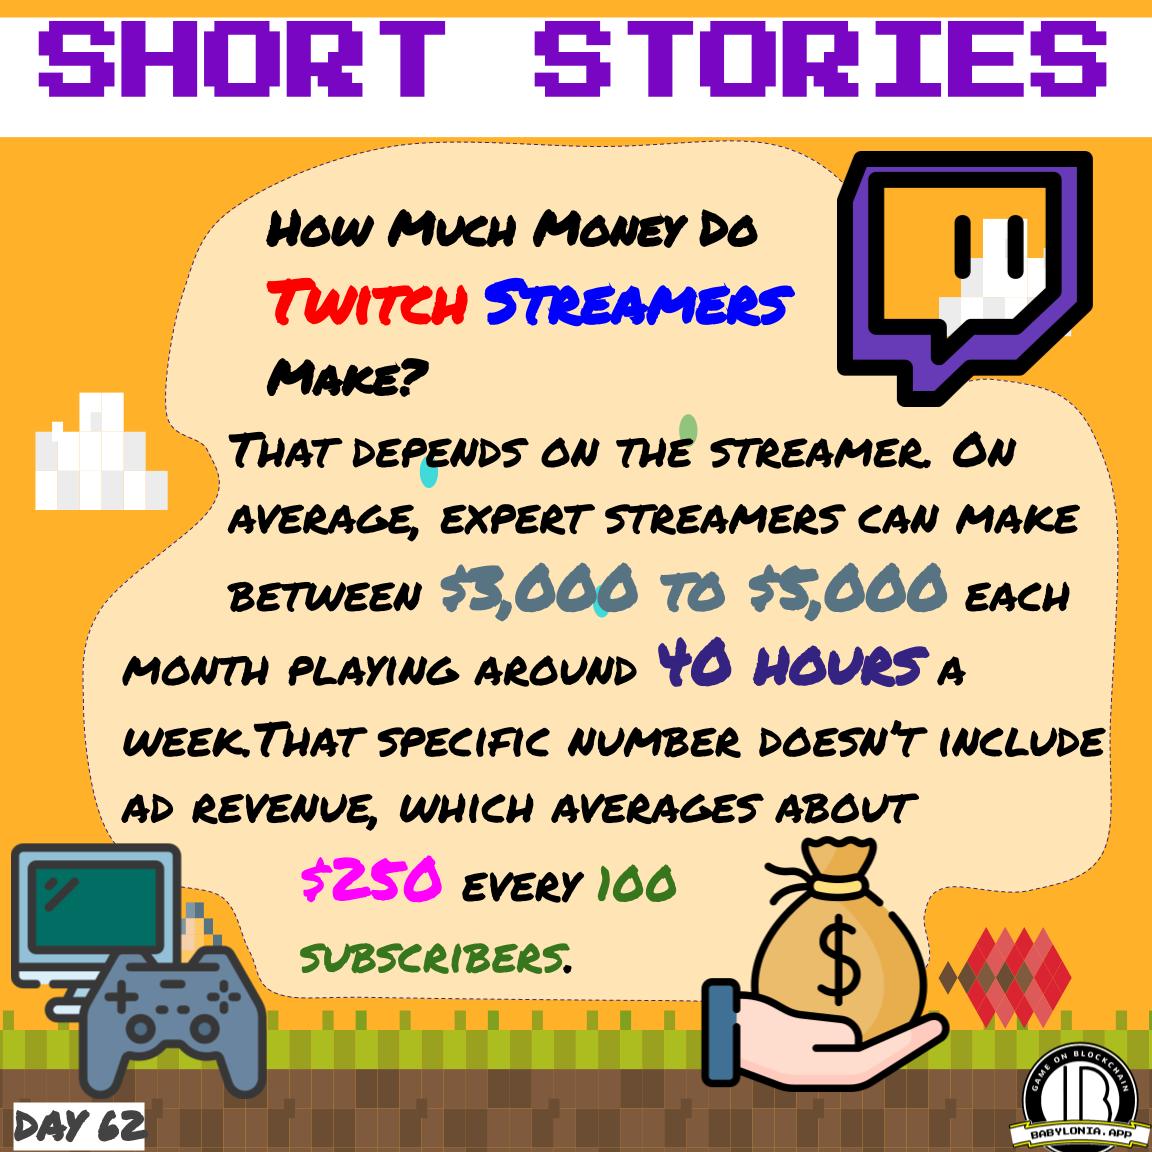 SHORT STORIES
How Much Money Do
Twitch Streamers
Make?
That depends on the streamer. On
average, expert streamers can make
between $3,000 to $5,000 each
month playing around 40 hours a
week.That specific number doesn't include
ad revenue, which averages about
$250 every 100
subscribers.
DAY 62
GAME ON BLOCKCHAIN
BABYLONIA.APP